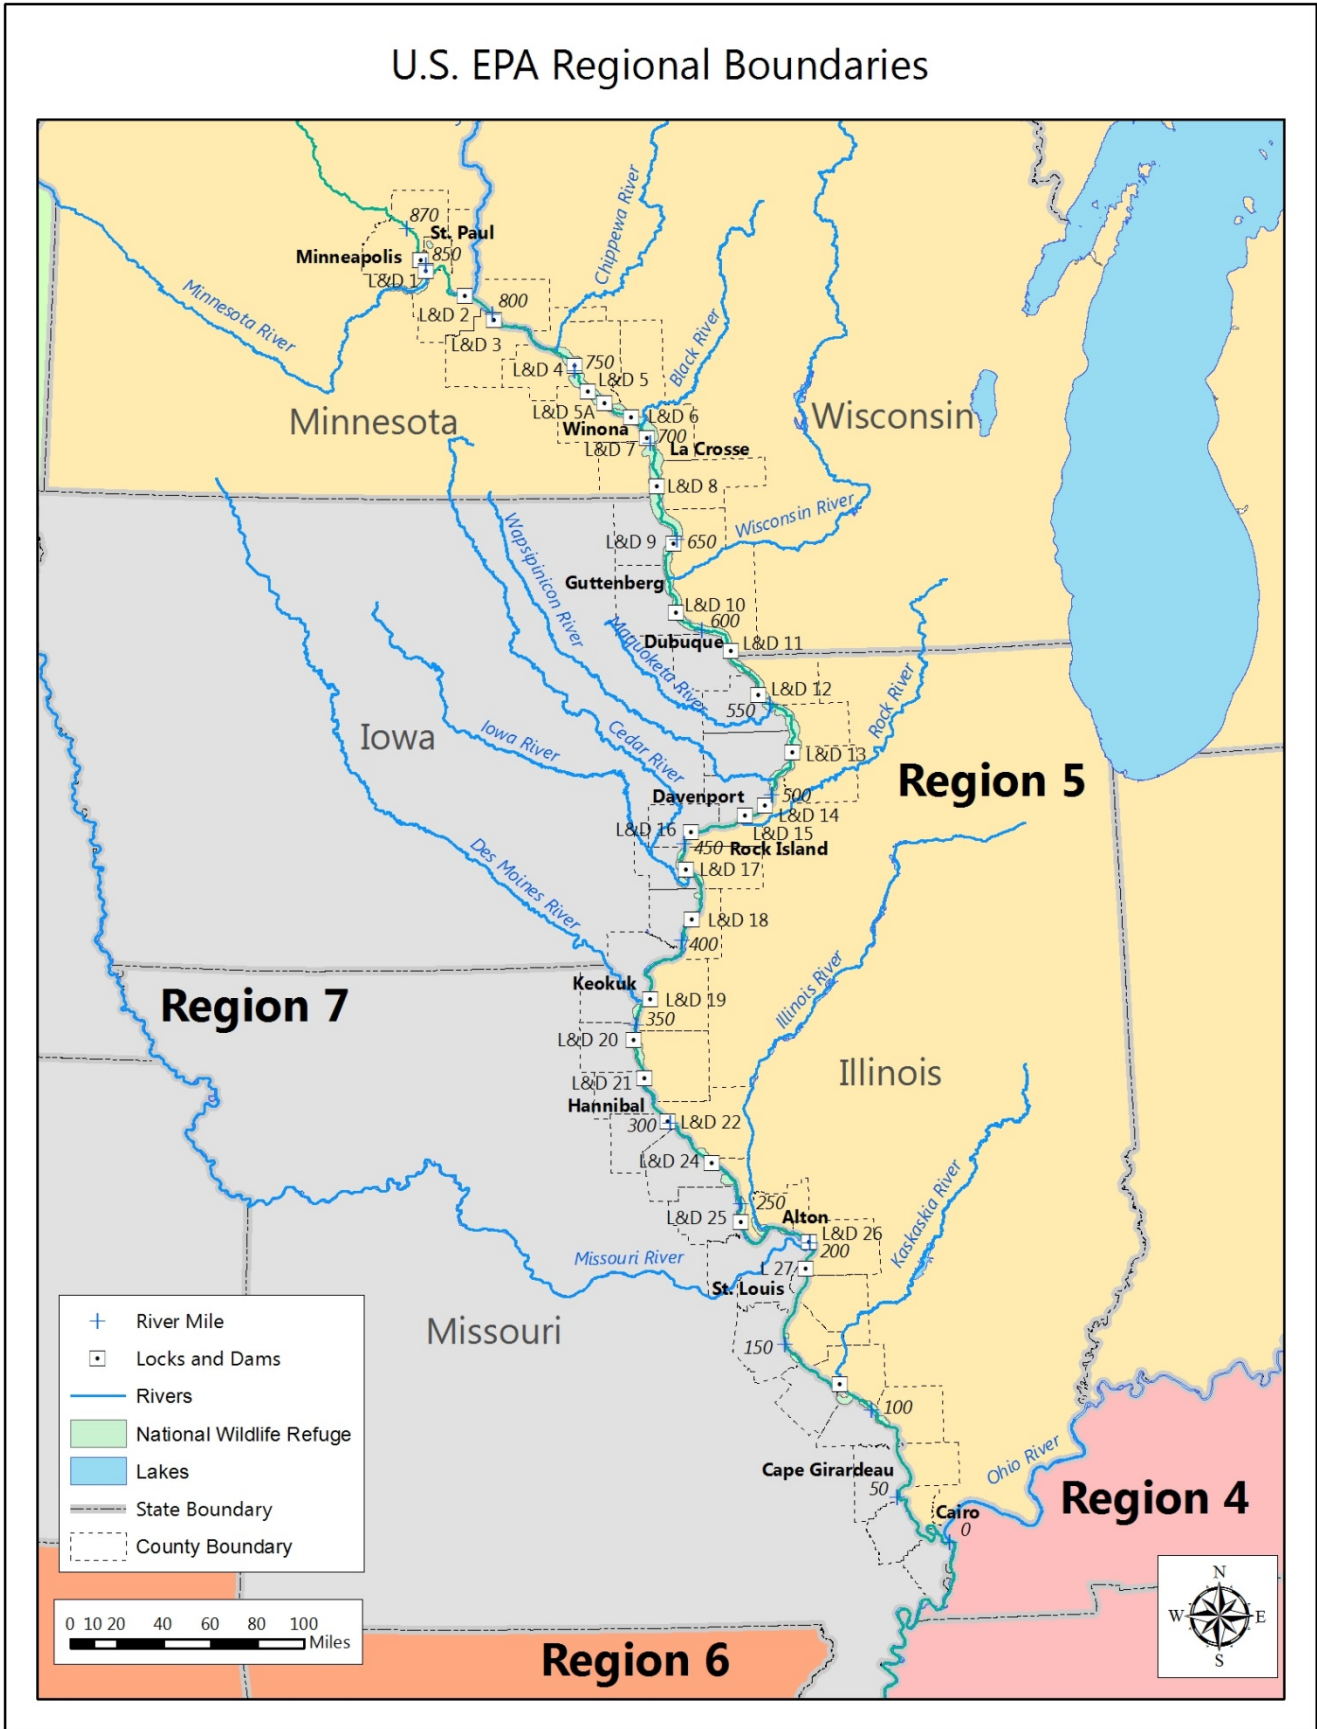 U.S. EPA Regional Boundaries
870
St. Paul
Minneapolis
850
L&D 1
Chippewa River
Minnesota River
800
L&D 2
L&D 3
Black River
750
L&D 4
L&D 5
L&D 5A
L&D 6
Minnesota
Wisconsin
Winona
700
L&D 7
La Crosse
L&D 8
Wisconsin River
Wapsipinicon River
L&D 9
650
Guttenberg
L&D 10
600
Maquoketa River
Dubuque
L&D 11
L&D 12
Rock River
550
Iowa
Iowa River
Cedar River
L&D 13
Region 5
Davenport
500
L&D 14
L&D 16
L&D 15
450
Rock Island
Des Moines River
L&D 17
L&D 18
400
Illinois River
Keokuk
L&D 19
Region 7
350
L&D 20
Illinois
L&D 21
Hannibal
300
L&D 22
L&D 24
Kaskaskia River
250
Alton
L&D 25
L&D 26
200
Missouri River
L 27
St. Louis
Missouri
150
100
Ohio River
Cape Girardeau
50
Region 4
Cairo
0
River Mile
Locks and Dams
Rivers
National Wildlife Refuge
Lakes
State Boundary
County Boundary
0 10 20 40 60 80 100
Miles
Region 6
N
W E
S